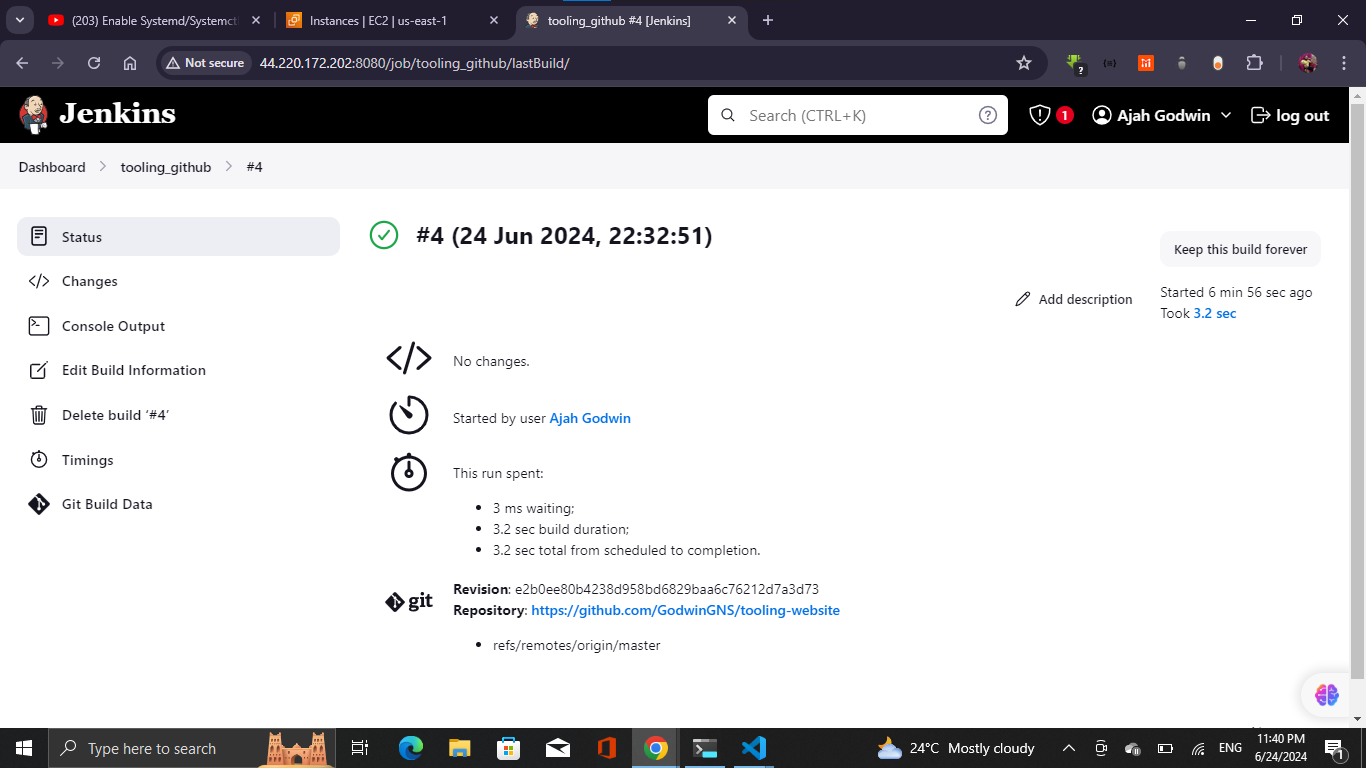 (203) Enable Systemd/Systemct
Instances | EC2 | us-east-1
tooling_github #4 [Jenkins]
Not secure
44.220.172.202:8080/job/tooling_github/lastBuild/
Jenkins
Search (CTRL+K)
1
Ajah Godwin
log out
Dashboard
tooling_github
#4
Status
Changes
Console Output
Edit Build Information
Delete build ‘#4’
Timings
Git Build Data
#4 (24 Jun 2024, 22:32:51)
Keep this build forever
Add description
Started 6 min 56 sec ago
Took 3.2 sec
No changes.
Started by user Ajah Godwin
This run spent:
3 ms waiting;
3.2 sec build duration;
3.2 sec total from scheduled to completion.
git
Revision: e2b0ee80b4238d958bd6829baa6c76212d7a3d73
Repository: https://github.com/GodwinGNS/tooling-website
refs/remotes/origin/master
Type here to search
24°C Mostly cloudy
ENG
11:40 PM
6/24/2024
1